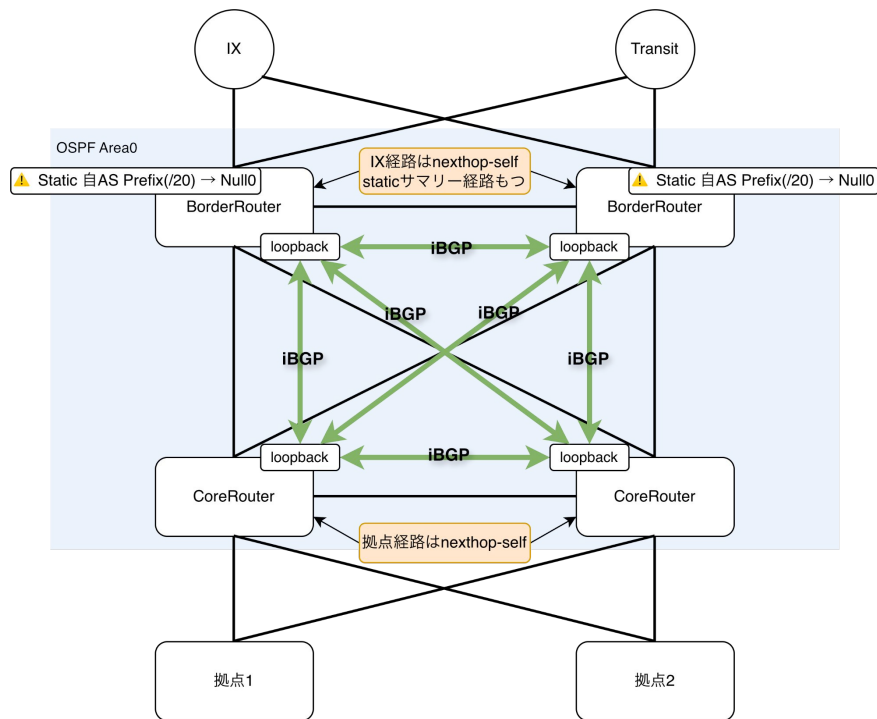 IX
Transit
OSPF Area0
⚠ Static 自AS Prefix(/20) → Null0
IX経路はnexthop-self
staticサマリー経路もつ
⚠ Static 自AS Prefix(/20) → Null0
BorderRouter
BorderRouter
loopback
iBGP
loopback
iBGP
iBGP
iBGP
iBGP
loopback
iBGP
loopback
CoreRouter
CoreRouter
拠点経路はnexthop-self
拠点1
拠点2